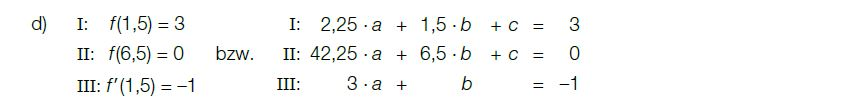 d) I: f(1,5) = 3 I: 2,25 · a + 1,5 · b + c = 3
II: f(6,5) = 0 bzw. II: 42,25 · a + 6,5 · b + c = 0
III: f′(1,5) = −1 III: 3 · a + b = −1